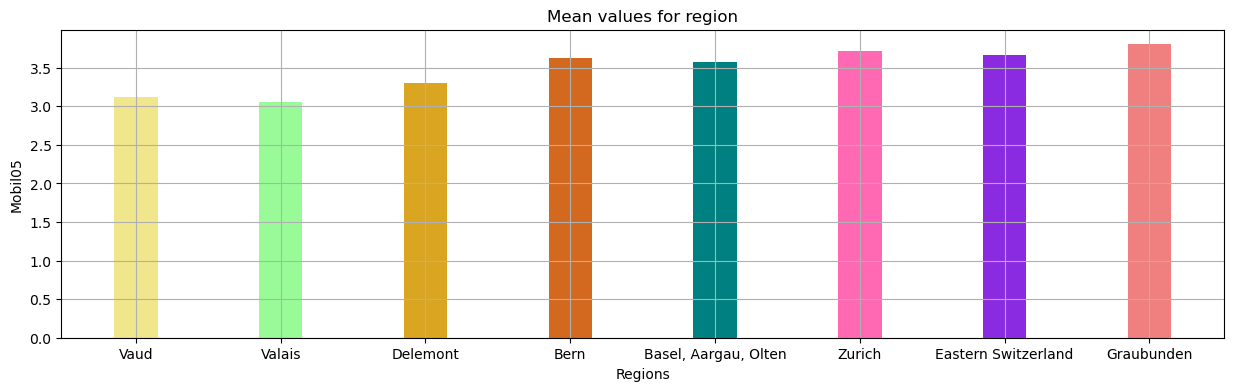 Mean values for region
Mobil05
3.5
3.0
2.5
2.0
1.5
1.0
0.5
0.0
Vaud Valais Delemont Bern Basel, Aargau, Olten Zurich Eastern Switzerland Graubunden
Regions